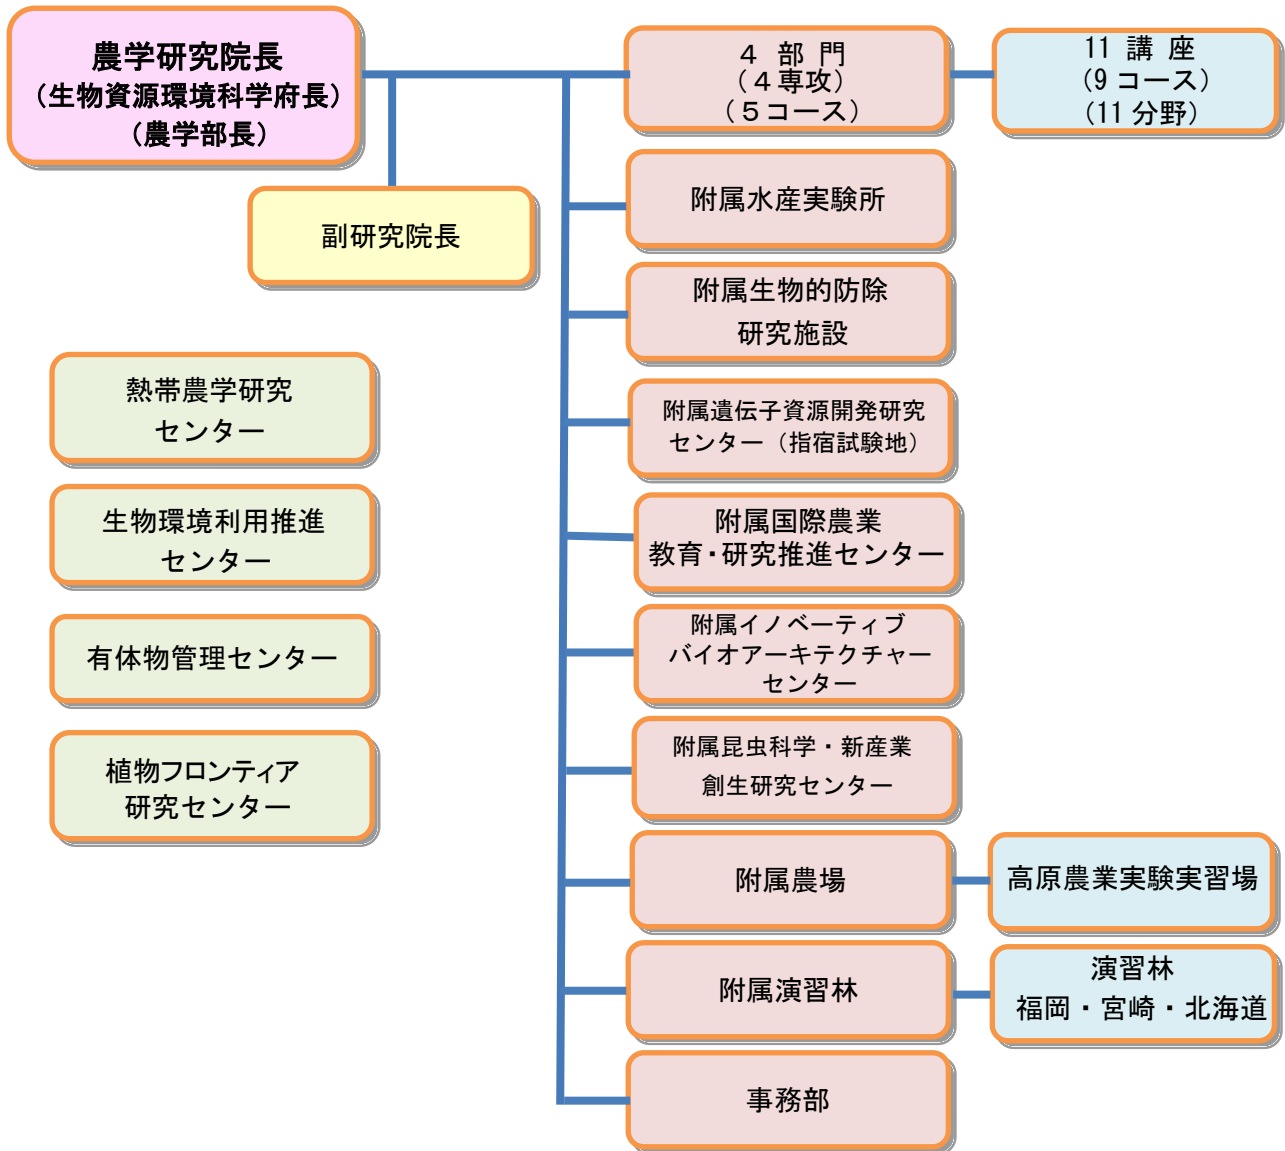 農学研究院長
（生物資源環境科学府長）
（農学部長）
副研究院長
熱帯農学研究
センター
生物環境利用推進
センター
有体物管理センター
植物フロンティア
研究センター
４ 部 門
（４専攻）
（５コース）
11 講 座
（9 コース）
（11 分野）
附属水産実験所
附属生物的防除
研究施設
附属遺伝子資源開発研究
センター（指宿試験地）
附属国際農業
教育・研究推進センター
附属イノベーティブ
バイオアーキテクチャー
センター
附属昆虫科学・新産業
創生研究センター
附属農場
高原農業実験実習場
附属演習林
演習林
福岡・宮崎・北海道
事務部